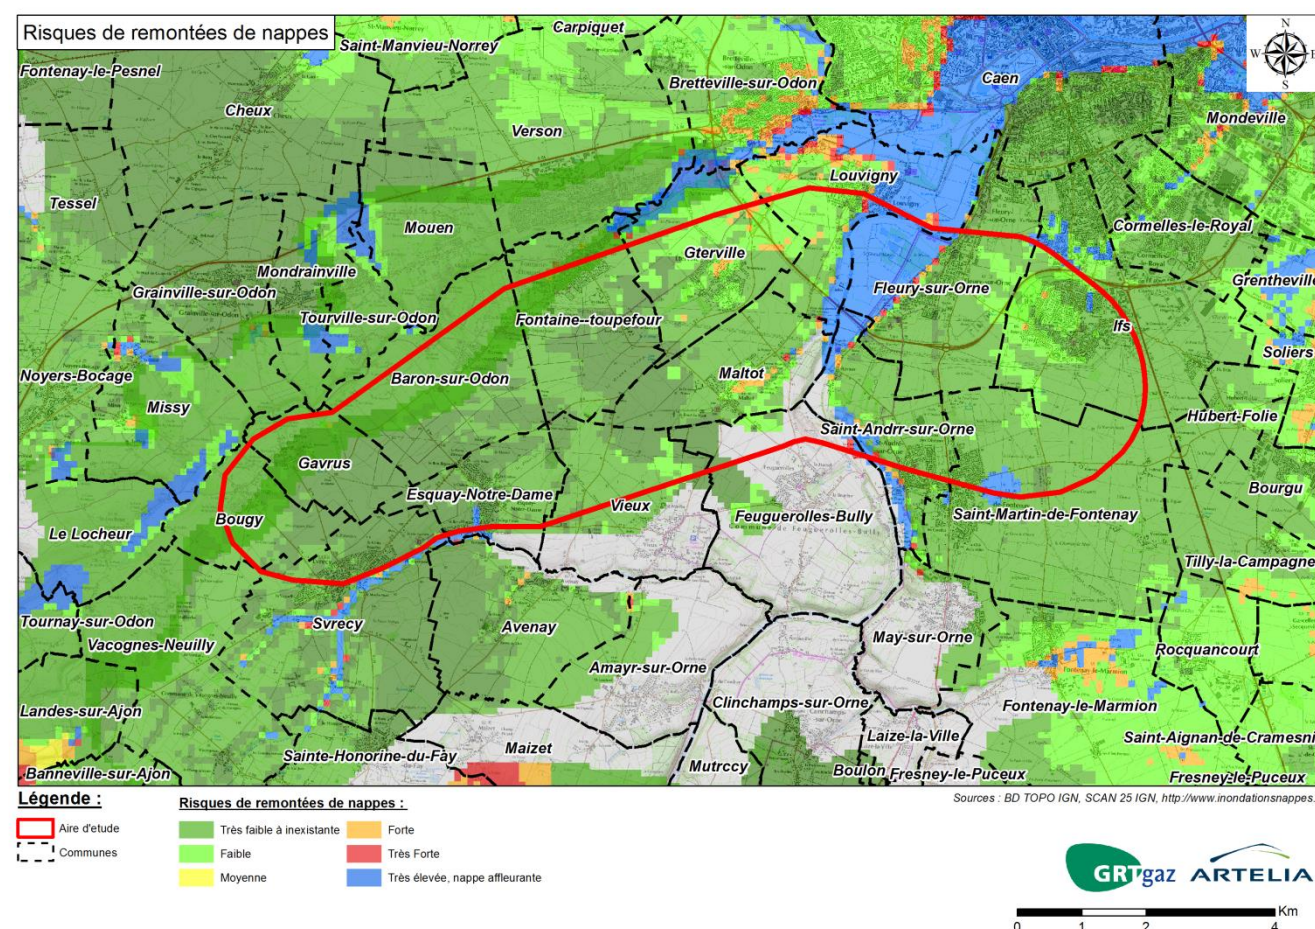 Risques de remontées de nappes
N
W
E
S
Carpiquet
Saint-Manvieu-Norrey
Fontenay-le-Pesnel
Caen
Bretteville-sur-Odon
Cheux
Mondeville
Verson
Louvigny
Tessel
Mouen
Cormelles-le-Royal
Gterville
Mondrainville
Grentheville
Grainville-sur-Odon
Fleury-sur-Orne
Tourville-sur-Odon
Fontaine--toupefour
Ifs
Soliers
Noyers-Bocage
Baron-sur-Odon
Maltot
Missy
Hubert-Folie
Saint-Andrr-sur-Orne
Gavrus
Esquay-Notre-Dame
Bourgu
Vieux
Bougy
Feuguerolles-Bully
Saint-Martin-de-Fontenay
Le Locheur
Tilly-la-Campagne
Tournay-sur-Odon
Svrecy
Avenay
May-sur-Orne
Vacognes-Neuilly
Rocquancourt
Amayr-sur-Orne
Clinchamps-sur-Orne
Fontenay-le-Marmion
Landes-sur-Ajon
Laize-la-Ville
Saint-Aignan-de-Cramesni
Sainte-Honorine-du-Fay
Maizet
Mutrccy
Boulon
Fresney-le-Puceux
Fresney-le-Puceux
Banneville-sur-Ajon
Sources : BD TOPO IGN, SCAN 25 IGN, http://www.inondationsnappes.
Légende :
Aire d'etude
Communes
Risques de remontées de nappes :
Très faible à inexistante
Faible
Moyenne
Forte
Très Forte
Très élevée, nappe affleurante
GRTgaz
ARTELIA
Km
0 1 2 4